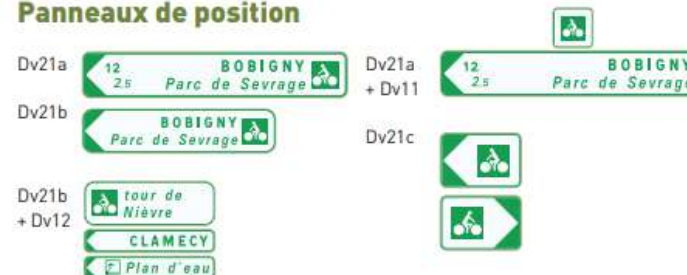 Panneaux de position
Dv21a
12 BOBIGNY
2.5 Parc de Sevrage
Dv21b
BOBIGNY
Parc de Sevrage
Dv21b
+ Dv12
tour de
Nièvre
CLAMECY
Plan d'eau
Dv21a
+ Dv11
12 BOBIGNY
2.5 Parc de Sevrage
Dv21c